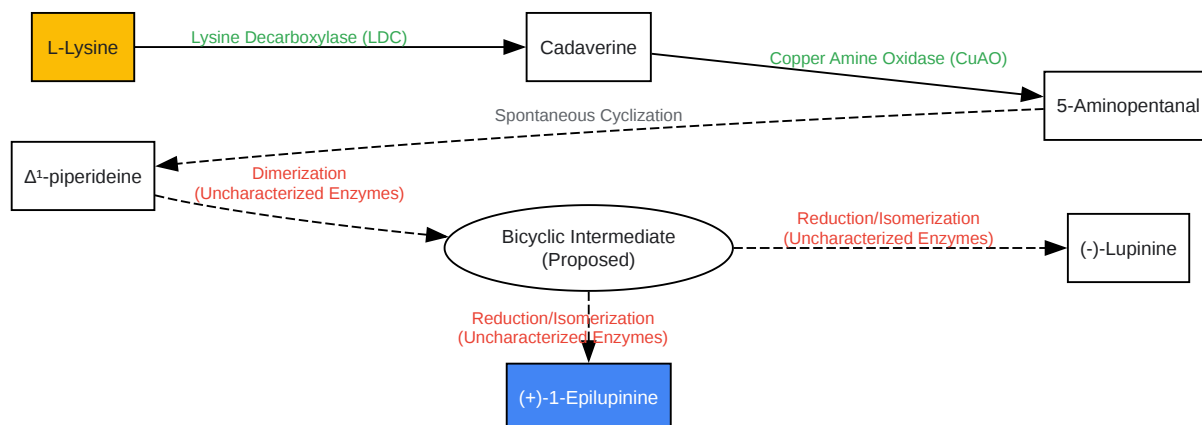 L-Lysine
Lysine Decarboxylase (LDC)
Cadaverine
Copper Amine Oxidase (CuAO)
5-Aminopentanal
Spontaneous Cyclization
Δ¹-piperideine
Dimerization
(Uncharacterized Enzymes)
Bicyclic Intermediate
(Proposed)
Reduction/Isomerization
(Uncharacterized Enzymes)
(-)-Lupinine
Reduction/Isomerization
(Uncharacterized Enzymes)
(+)-1-Epilupinine